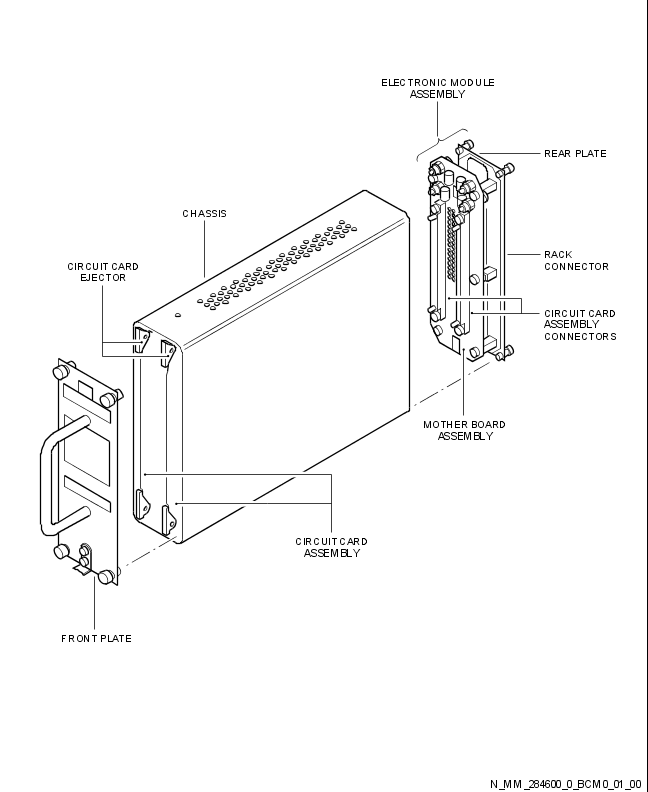 ELECTRONIC MODULE
ASSEMBLY
REAR PLATE
CHASSIS
CIRCUIT CARD
EJECTOR
RACK
CONNECTOR
CIRCUIT CARD
ASSEMBLY
CONNECTORS
MOTHER BOARD
ASSEMBLY
CIRCUIT CARD
ASSEMBLY
FRONT PLATE
N_MM_284600_0_BCM0_01_00